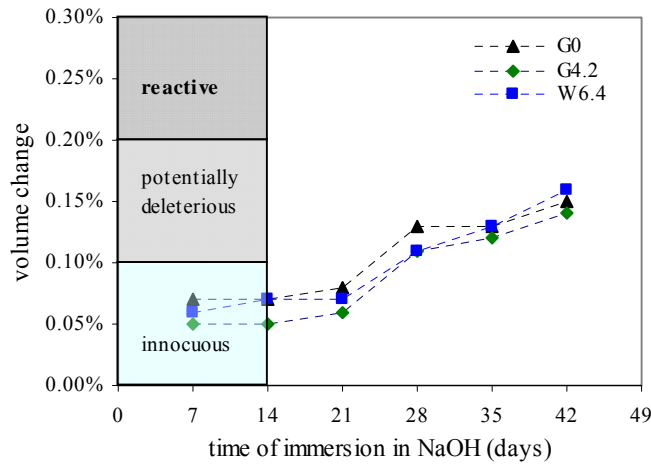 0.30%
0.25%
0.20%
0.15%
0.10%
0.05%
0.00%
volume change
reactive
potentially
deleterious
innocuous
G0
G4.2
W6.4
0 7 14 21 28 35 42 49
time of immersion in NaOH (days)